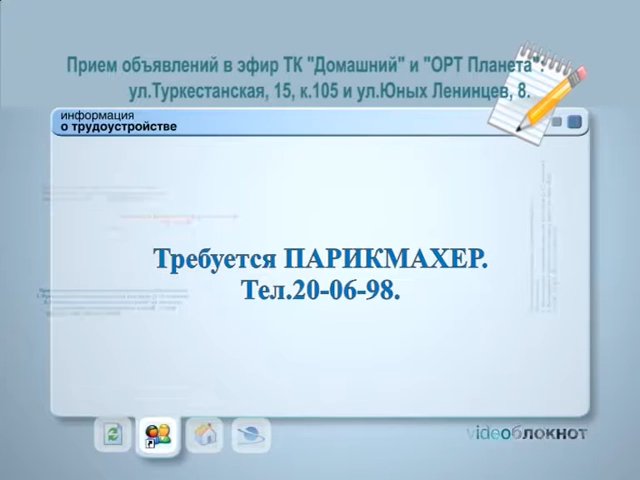 Прием объявлений в эфир ТК "Домашний" и "ОРТ Планета":
ул.Туркестанская, 15, к.105 и ул.Юных Ленинцев, 8.
информация
о трудоустройстве
Требуется ПАРИКМАХЕР.
Тел.20-06-98.
videoблокнот